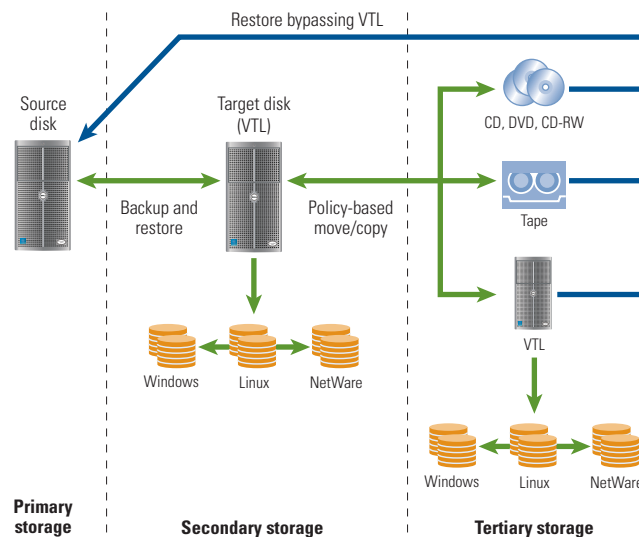 Restore bypassing VTL
Source
disk
Target disk
(VTL)
CD, DVD, CD-RW
Backup and
restore
Policy-based
move/copy
Tape
VTL
Windows
Linux
NetWare
Windows
Linux
NetWare
Primary
storage
Secondary storage
Tertiary storage